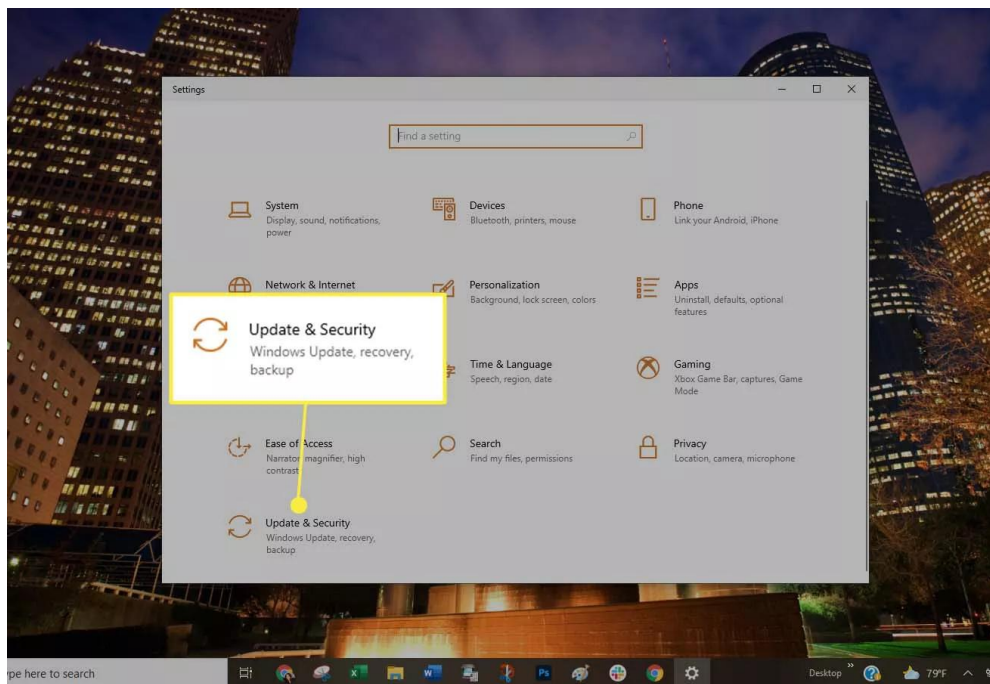 Settings
Find a setting
System
Display, sound, notifications,
power
Devices
Bluetooth, printers, mouse
Phone
Link your Android, iPhone
Network & Internet
Personalization
Background, lock screen, colors
Apps
Uninstall, defaults, optional
features
Update & Security
Windows Update, recovery,
backup
Time & Language
Speech, region, date
Gaming
Xbox Game Bar, captures, Game
Mode
Ease of Access
Narrator, magnifier, high
contrast
Search
Find my files, permissions
Privacy
Location, camera, microphone
Update & Security
Windows Update, recovery,
backup
ype here to search
Ps
Desktop
79°F